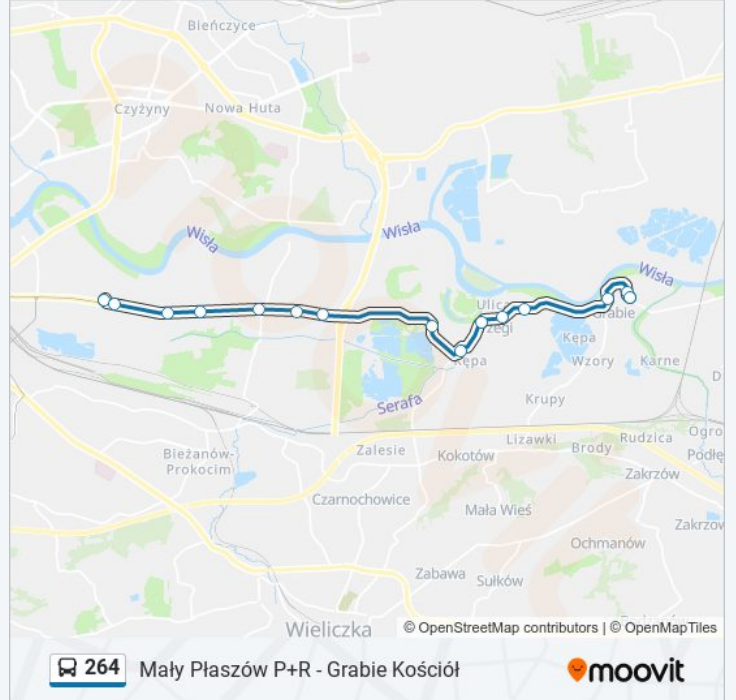 Bieńczyce
Czyżyny
Nowa Huta
Wisła
Wisła
Wisła
Ulica
Grabie
Kępa
Kępa
Wzory
Karne
Serafa
Krupy
Lizawki
Rudzica
Ogro
Brody
Zalesie
Kokotów
Podłę
Bieżanów-
Prokocim
Zakrzów
Czarnochowice
Mała Wieś
Zakrzow
Ochmanów
Zabawa
Sułków
Wieliczka
© OpenStreetMap contributors | © OpenMapTiles
264 Mały Płaszów P+R - Grabie Kościół
moovit